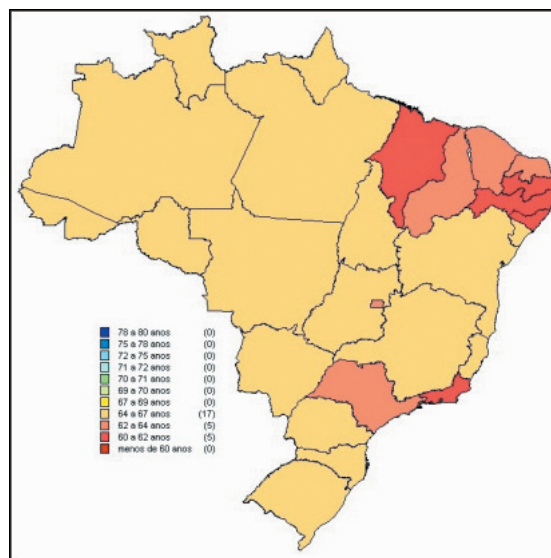 78 a 80 anos (0)
75 a 78 anos (0)
72 a 75 anos (0)
71 a 72 anos (0)
70 a 71 anos (0)
69 a 70 anos (0)
67 a 69 anos (0)
64 a 67 anos (17)
62 a 64 anos (5)
60 a 62 anos (5)
menos de 60 anos (0)